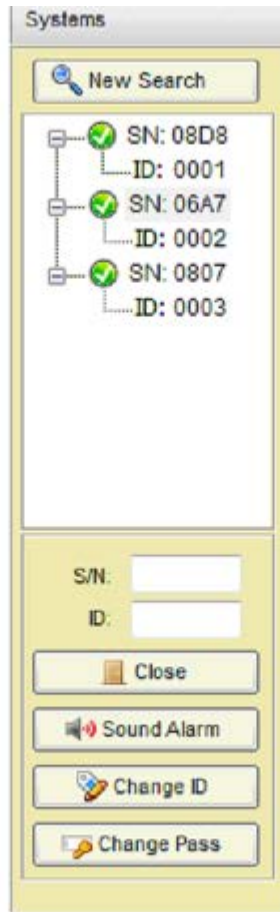 Systems
New Search
SN: 08D8
ID: 0001
SN: 06A7
ID: 0002
SN: 0807
ID: 0003
S/N:
ID:
Close
Sound Alarm
Change ID
Change Pass